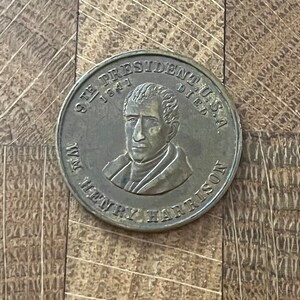 9TH PRESIDENT U.S.A
1841 DIED
WM HENRY HARRISON